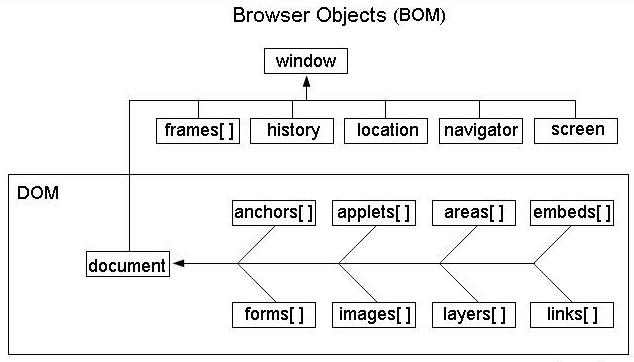 Browser Objects (BOM)
window
frames[ ] history location navigator screen
DOM
anchors[ ] applets[ ] areas[ ] embeds[ ]
document
forms[ ] images[ ] layers[ ] links[ ]